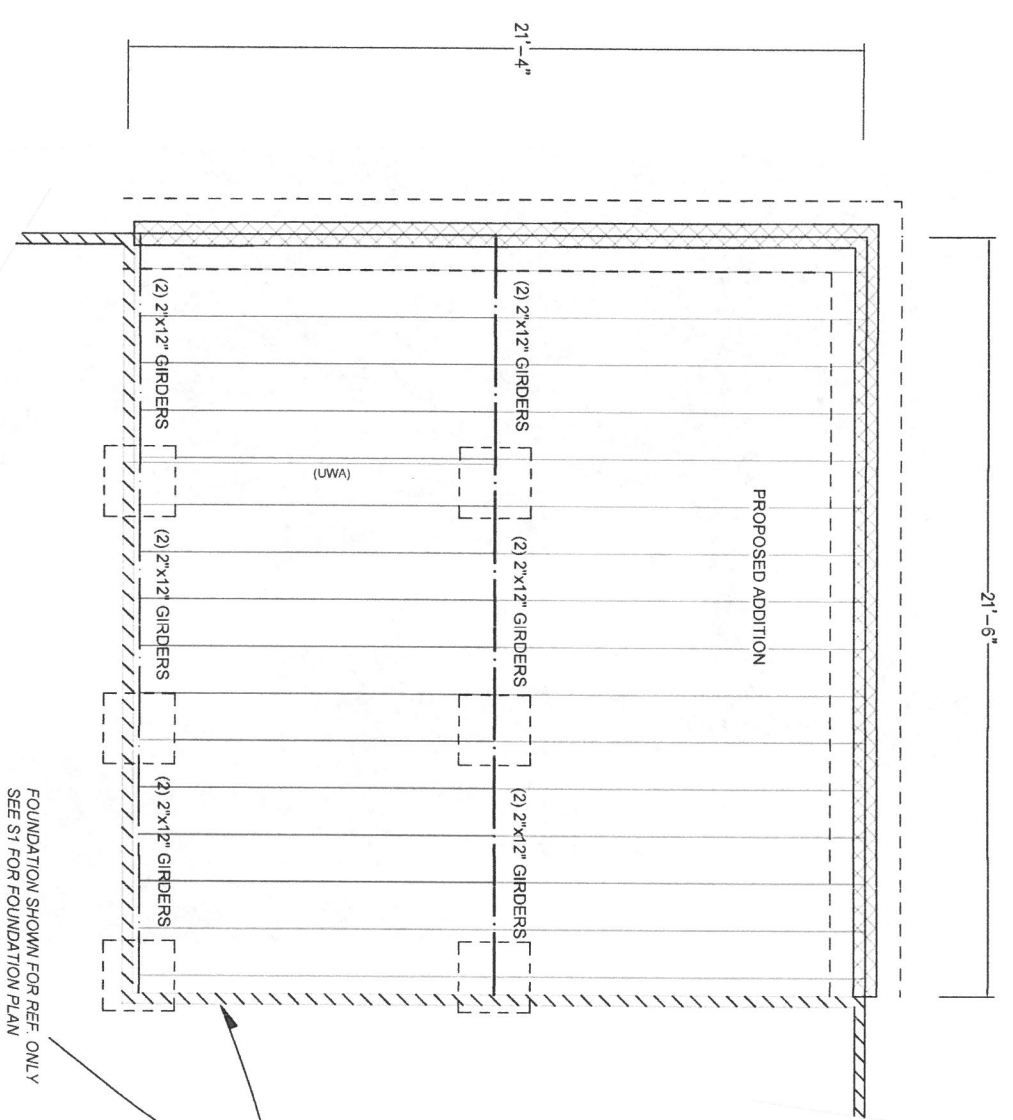 21'-6"
21'-4"
PROPOSED ADDITION
(2) 2"x12" GIRDERS
(2) 2"x12" GIRDERS
(2) 2"x12" GIRDERS
(UWA)
(2) 2"x12" GIRDERS
(2) 2"x12" GIRDERS
(2) 2"x12" GIRDERS
FOUNDATION SHOWN FOR REF. ONLY
SEE S1 FOR FOUNDATION PLAN